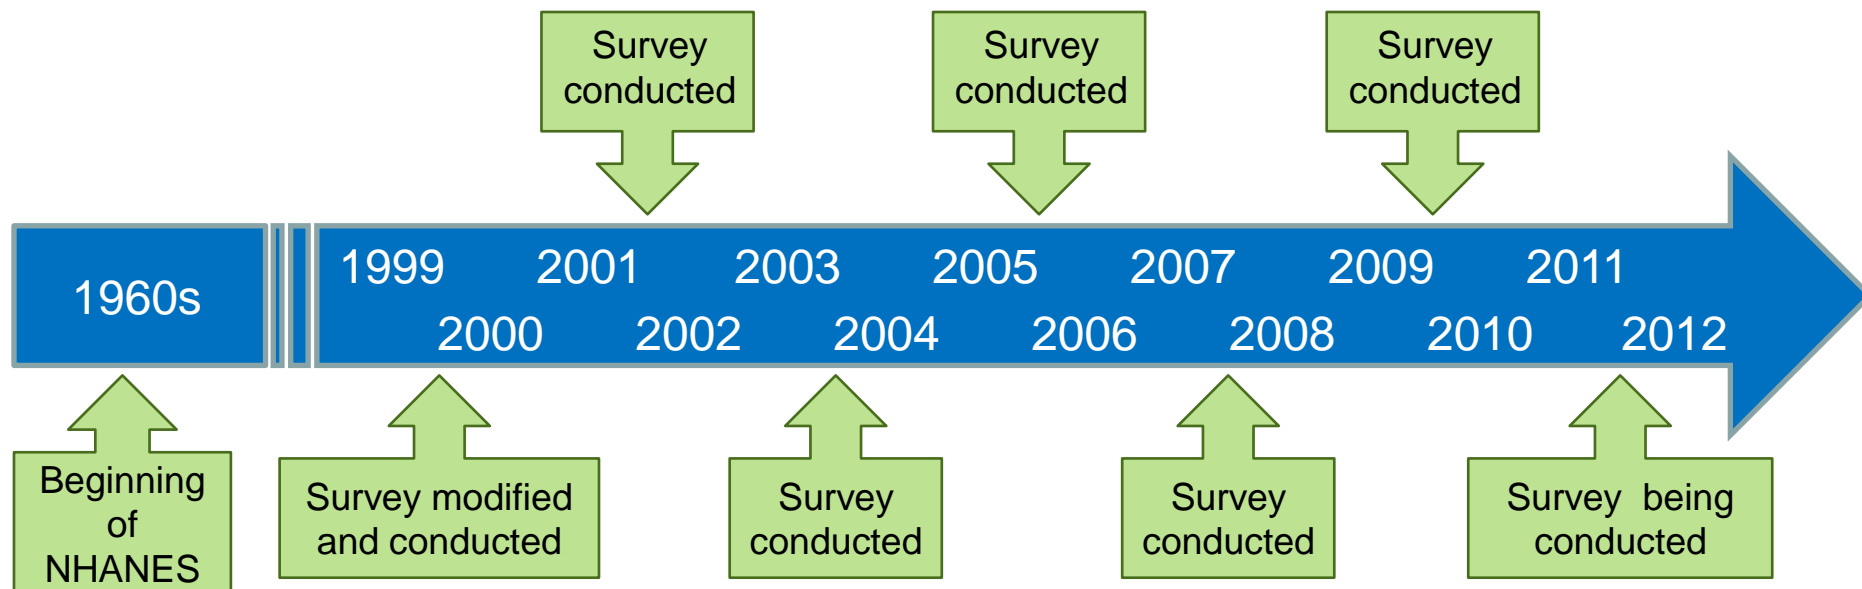 Survey
conducted
Survey
conducted
Survey
conducted
1960s
1999 2001 2003 2005 2007 2009 2011
2000 2002 2004 2006 2008 2010 2012
Beginning
of
NHANES
Survey modified
and conducted
Survey
conducted
Survey
conducted
Survey being
conducted